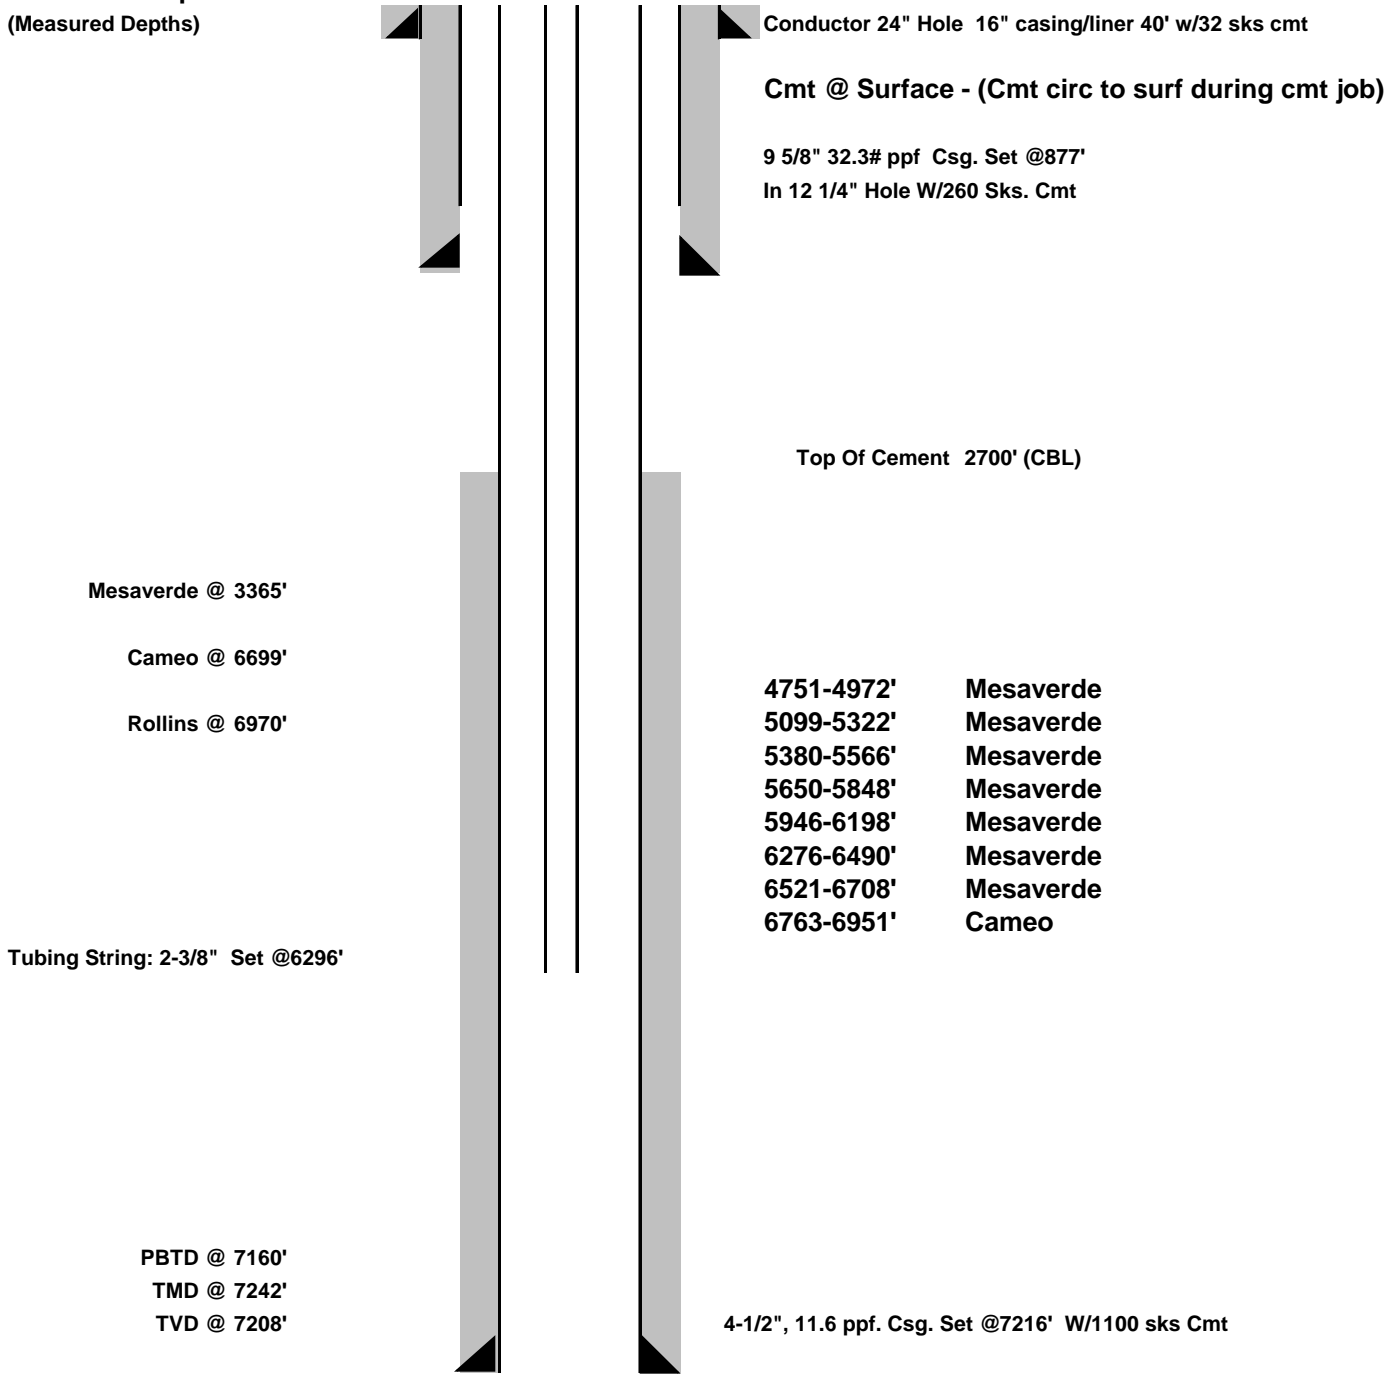 (Measured Depths)
Conductor 24" Hole 16" casing/liner 40' w/32 sks cmt
Cmt @ Surface - (Cmt circ to surf during cmt job)
9 5/8" 32.3# ppf Csg. Set @877'
In 12 1/4" Hole W/260 Sks. Cmt
Top Of Cement 2700' (CBL)
Mesaverde @ 3365'
Cameo @ 6699'
Rollins @ 6970'
4751-4972' Mesaverde
5099-5322' Mesaverde
5380-5566' Mesaverde
5650-5848' Mesaverde
5946-6198' Mesaverde
6276-6490' Mesaverde
6521-6708' Mesaverde
6763-6951' Cameo
Tubing String: 2-3/8" Set @6296'
PBTD @ 7160'
TMD @ 7242'
TVD @ 7208'
4-1/2", 11.6 ppf. Csg. Set @7216' W/1100 sks Cmt